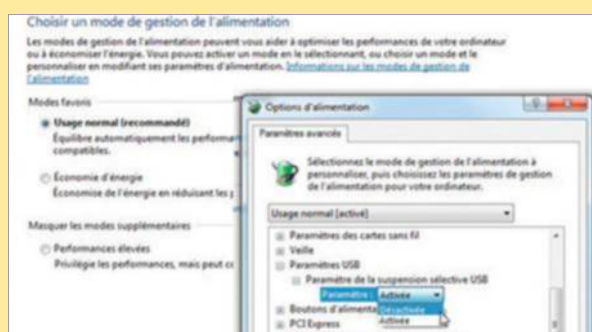 Choisir un mode de gestion de l'alimentation
Les modes de gestion de l'alimentation peuvent vous aider à optimiser les performances de votre ordinateur
ou à économiser l'énergie. Vous pouvez activer un mode en le sélectionnant, ou choisir un mode et le
personnaliser en modifiant ses paramètres d'alimentation. Informations sur les modes de gestion de
l'alimentation
Modes favoris
Usage normal (recommandé)
Équilibre automatiquement les performa
compatibles.
Économie d'énergie
Économise de l'énergie en réduisant les p
Masquer les modes supplémentaires
Performances élevées
Privilégie les performances, mais peut co
Options d'alimentation
Paramètres avancés
Sélectionnez le mode de gestion de l'alimentation à
personnaliser, puis choisissez les paramètres de gestion
de l'alimentation pour votre ordinateur.
Usage normal [activé]
Paramètres des cartes sans fil
Veille
Paramètres USB
Paramètre de la suspension sélective USB
Paramètre : Activée
Désactivée
Boutons d'alimenta Activée
PCI Express